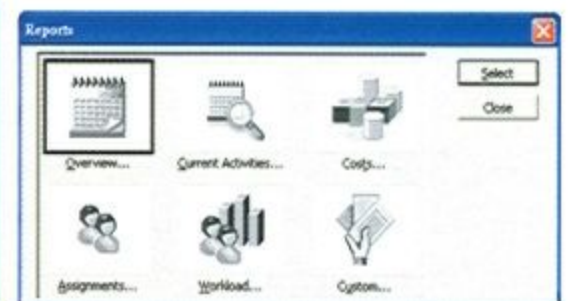 Reports
Select
Close
Overview...
Current Activities...
Costs...
Assignments...
Workload...
Custom...